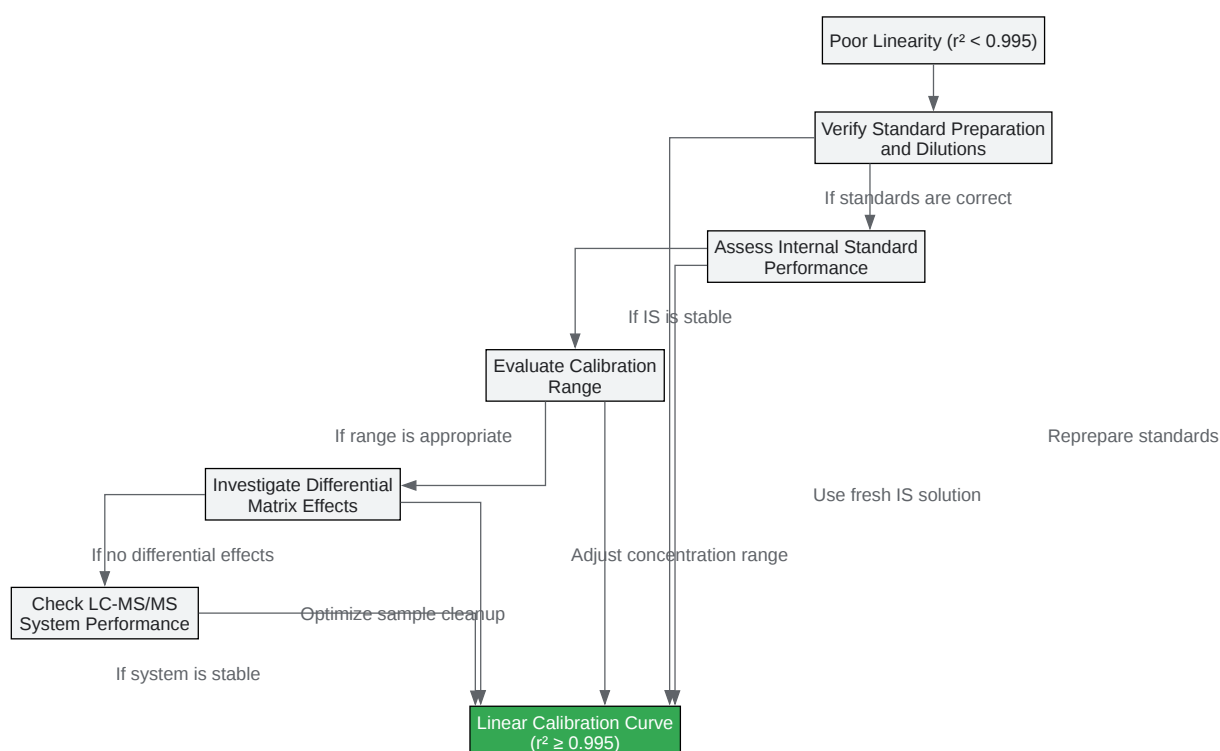 Poor Linearity (r² < 0.995)
Verify Standard Preparation
and Dilutions
If standards are correct
Assess Internal Standard
Performance
If IS is stable
Evaluate Calibration
Range
If range is appropriate
Reprepare standards
Investigate Differential
Matrix Effects
Use fresh IS solution
If no differential effects
Adjust concentration range
Check LC-MS/MS
System Performance
Optimize sample cleanup
If system is stable
Linear Calibration Curve
(r² ≥ 0.995)